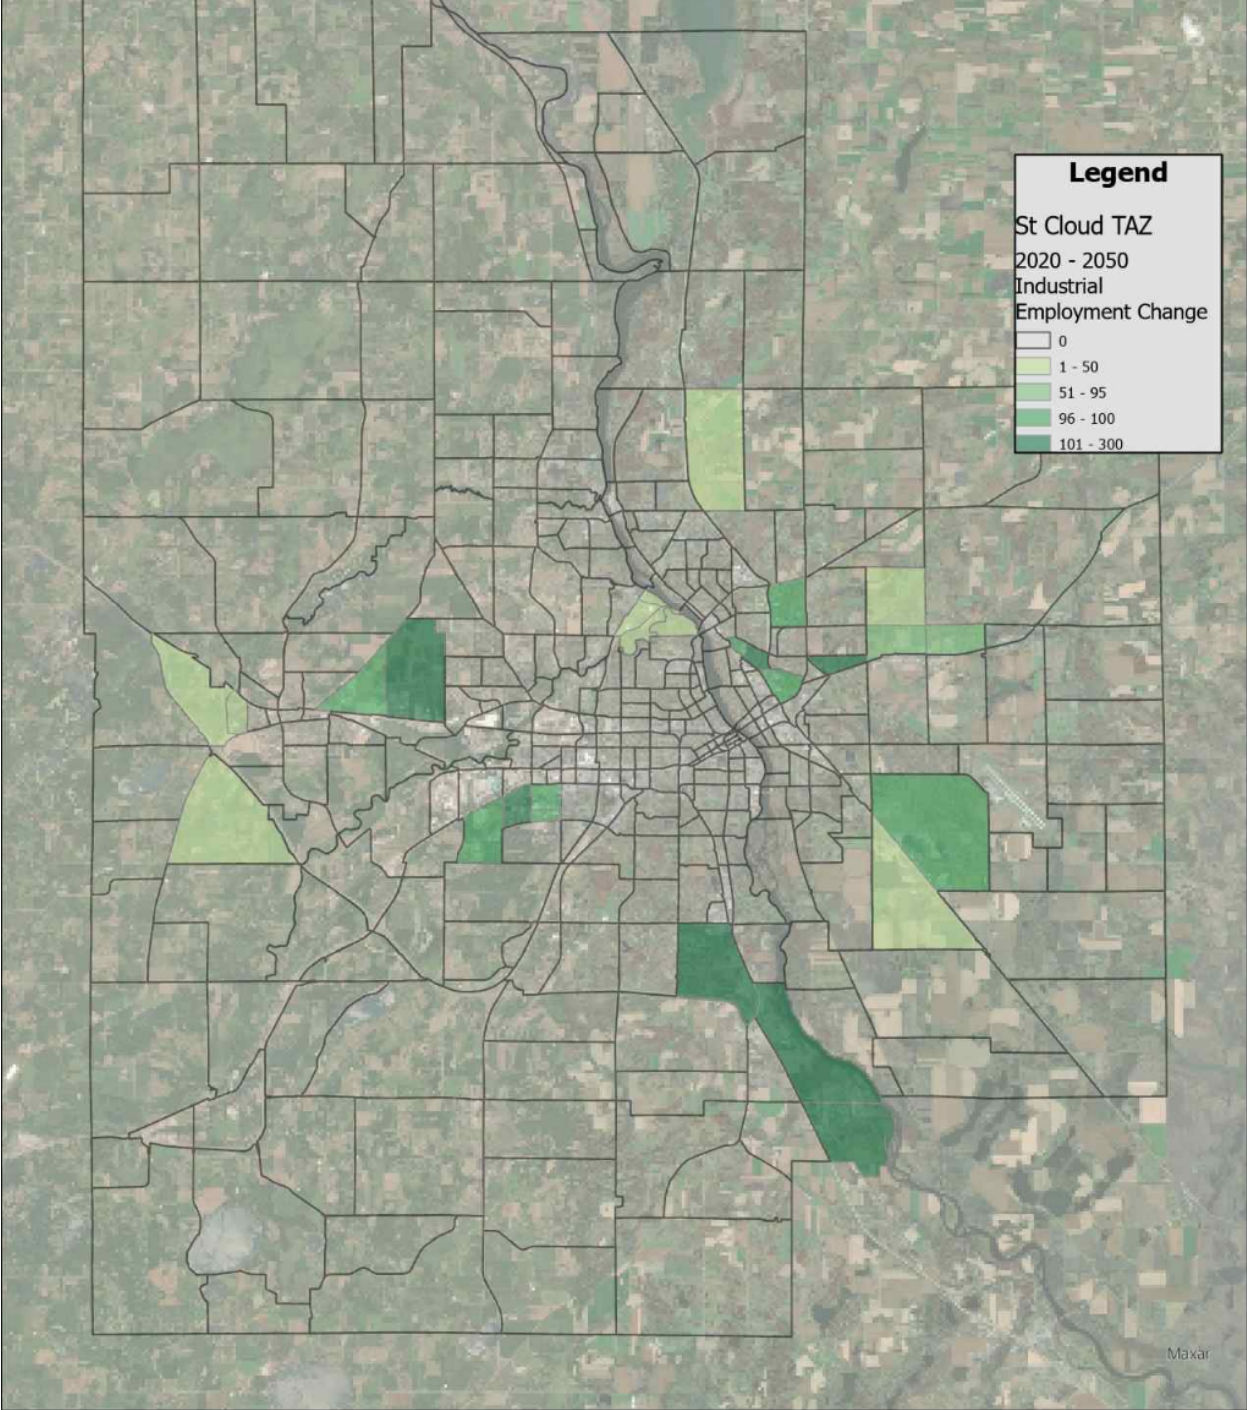 Legend
St Cloud TAZ
2020 - 2050
Industrial
Employment Change
0
1 - 50
51 - 95
96 - 100
101 - 300
Maxar